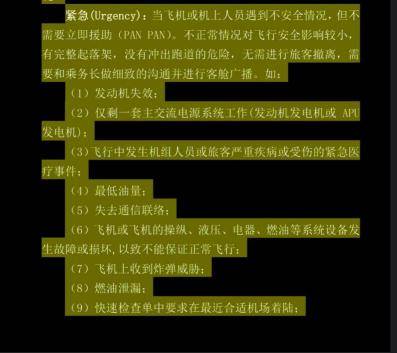 紧急(Urgency):当飞机或机上人员遇到不安全情况,但不
需要立即援助(PAN PAN)。不正常情况对飞行安全影响较小,
有完整起落架,没有冲出跑道的危险,无需进行旅客撤离,需
要和乘务长做细致的沟通并进行客舱广播。如:
(1)发动机失效;
(2)仅剩一套主交流电源系统工作(发动机发电机或 APU
发电机);
(3)飞行中发生机组人员或旅客严重疾病或受伤的紧急医
疗事件;
(4)最低油量;
(5)失去通信联络;
(6)飞机或飞机的操纵、液压、电器、燃油等系统设备发
生故障或损坏,以致不能保证正常飞行;
(7)飞机上收到炸弹威胁;
(8)燃油泄漏;
(9)快速检查单中要求在最近合适机场着陆;